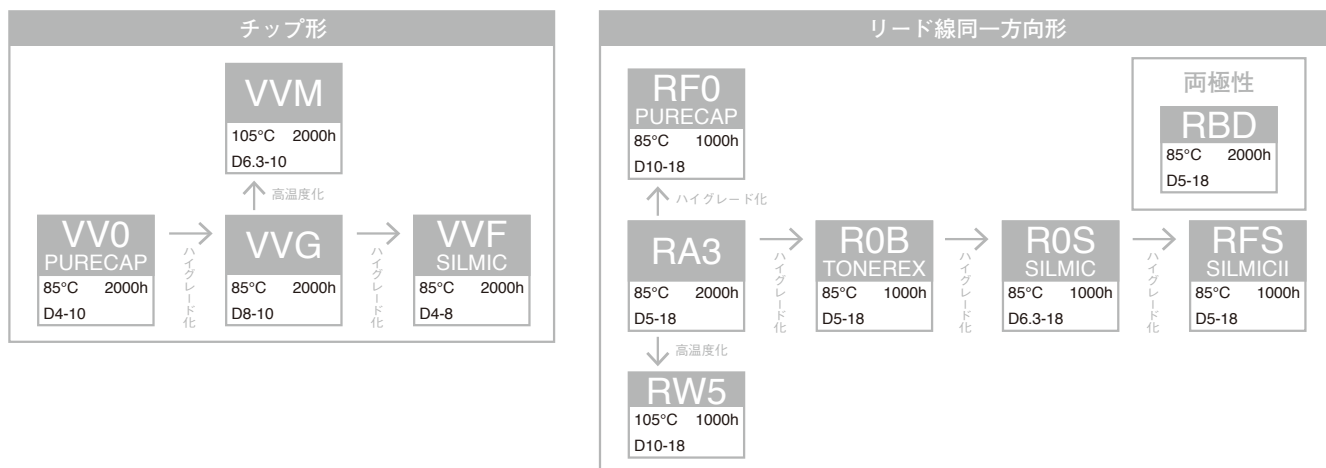 チップ形
VVM
105°C 2000h
D6.3-10
高温度化
VV0
PURECAP
85°C 2000h
D4-10
ハイグレード化
VVG
85°C 2000h
D8-10
ハイグレード化
VVF
SILMIC
85°C 2000h
D4-8
リード線同一方向形
RF0
PURECAP
85°C 1000h
D10-18
ハイグレード化
両極性
RBD
85°C 2000h
D5-18
RA3
85°C 2000h
D5-18
ハイグレード化
R0B
TONEREX
85°C 1000h
D5-18
ハイグレード化
R0S
SILMIC
85°C 1000h
D6.3-18
ハイグレード化
RFS
SILMICII
85°C 1000h
D5-18
高温度化
RW5
105°C 1000h
D10-18